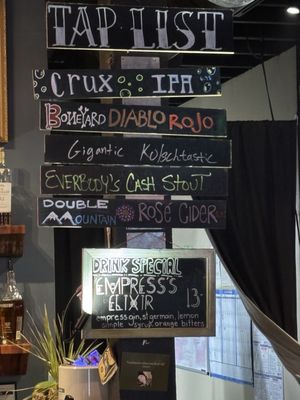 TAP LIST
CRUX IPA
BONEYARD DIABLO ROJO
Gigantic Kolschtastic
EVERYBODY'S CASH STOUT
DOUBLE
MOUNTAIN ROSE CIDER
DRINK SPECIAL
EMPRESS'S
ELIXIR 13
empress gin, st germain, lemon
simple syrup, orange bitters